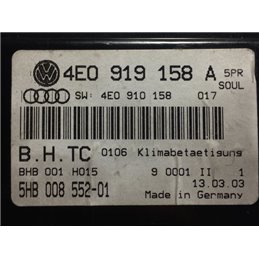 4E0 919 158 A 5PR
SOUL
SW: 4E0 910 158 017
B.H.TC 0106 Klimabetaetigung
BHB 001 H015 9 0001 II 1
5HB 008 552-01 13.03.03
Made in Germany